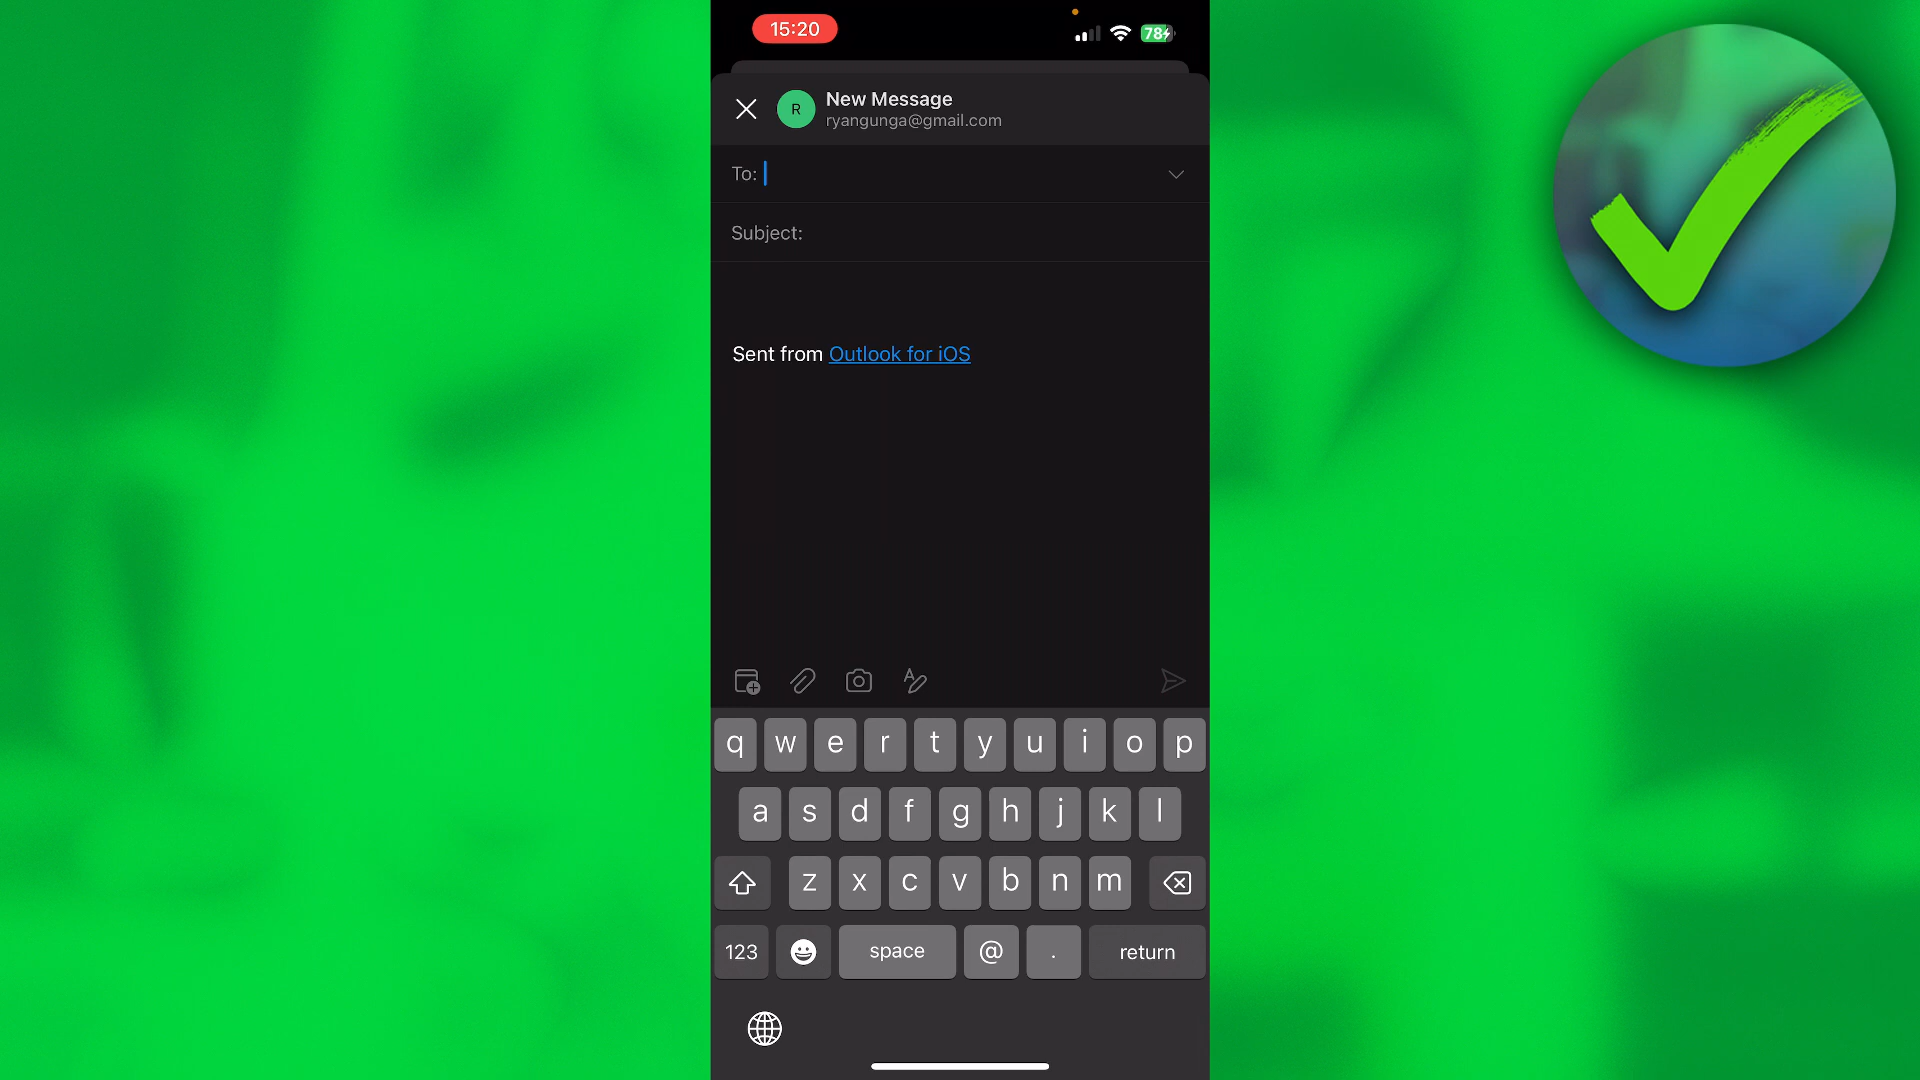 15:20
78
New Message
R
ryangunga@gmail.com
To:
Subject:
Sent from Outlook for iOS
q w e r t y u i o p
a s d f g h j k l
z x c v b n m
123 space @ . return